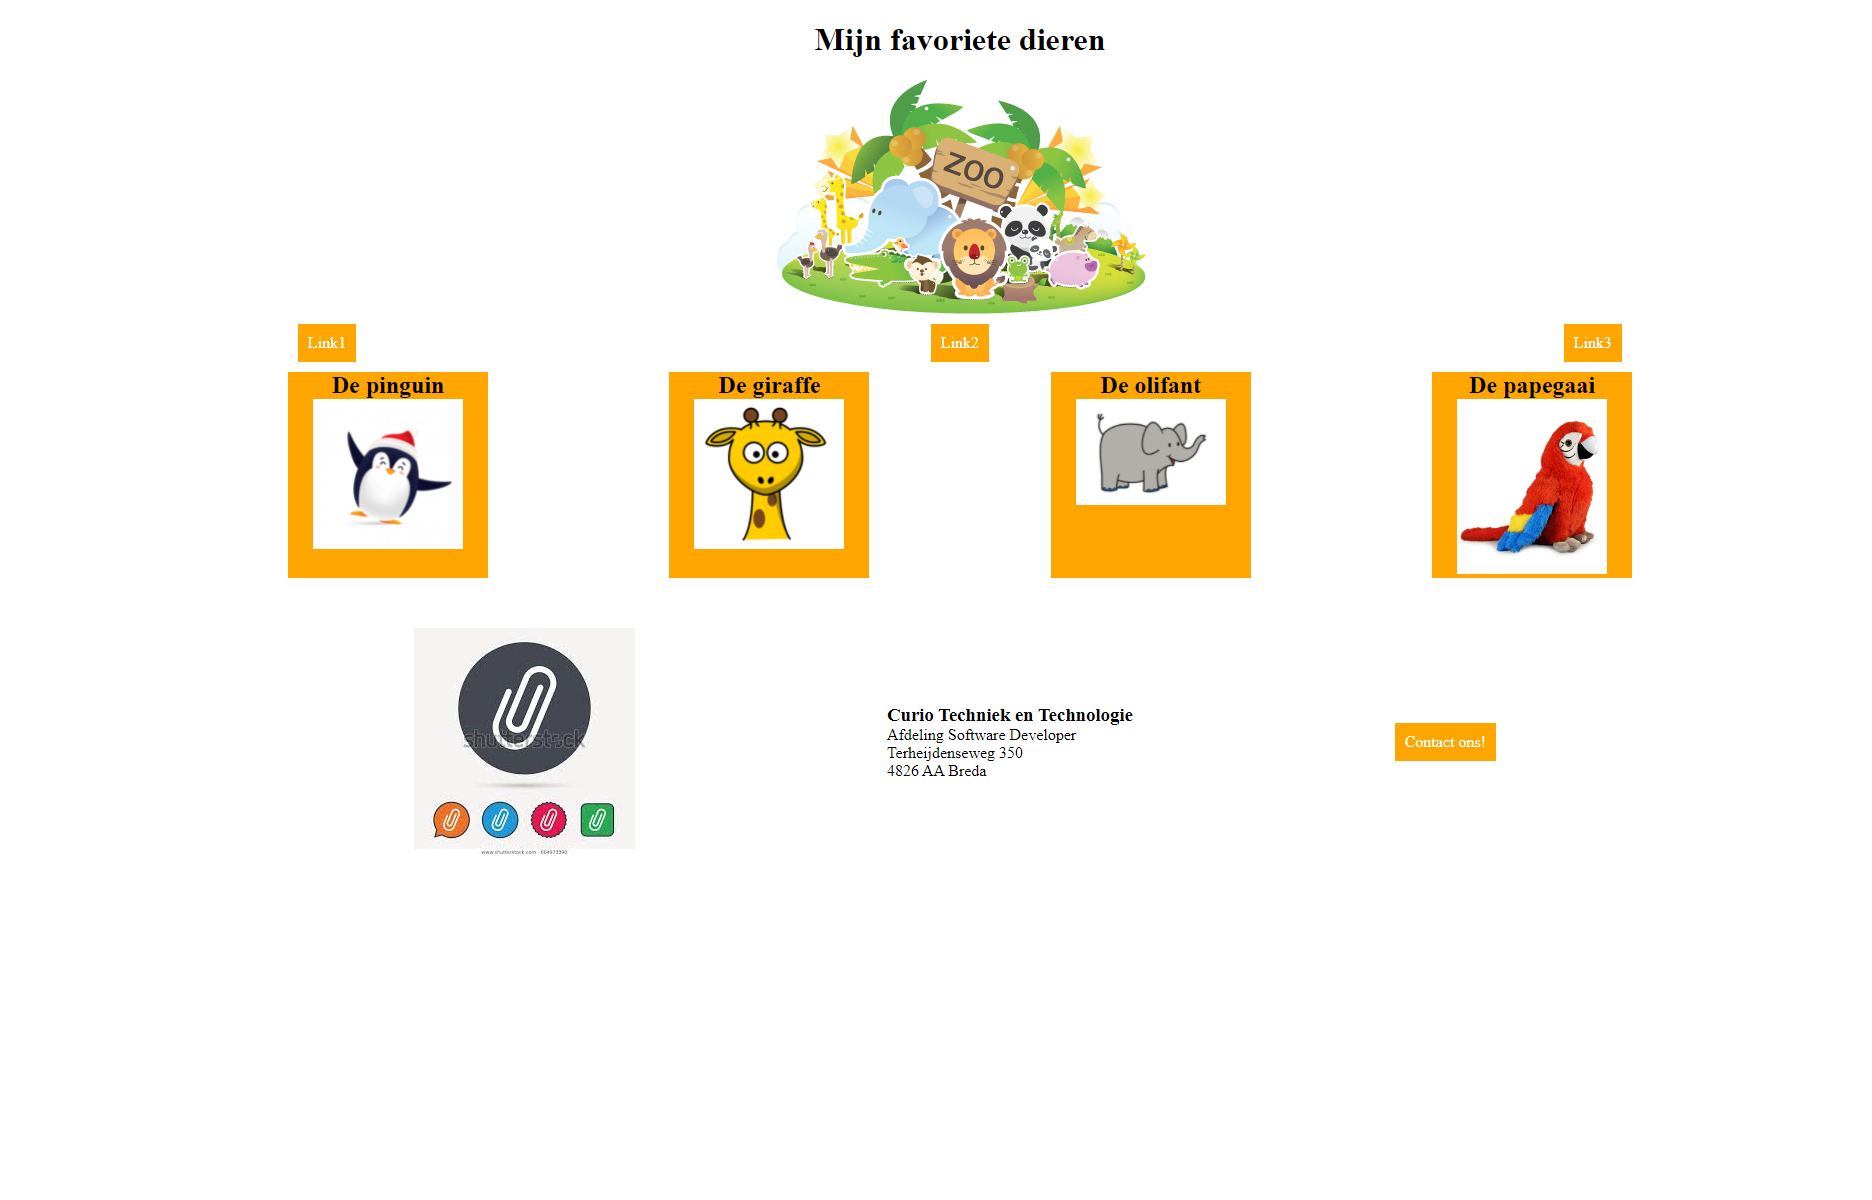 Mijn favoriete dieren
ZOO
Link1
Link2
Link3
De pinguin
De giraffe
De olifant
De papegaai
shutterstock
www.shutterstock.com · 604973390
Curio Techniek en Technologie
Afdeling Software Developer
Terheijdenseweg 350
4826 AA Breda
Contact ons!